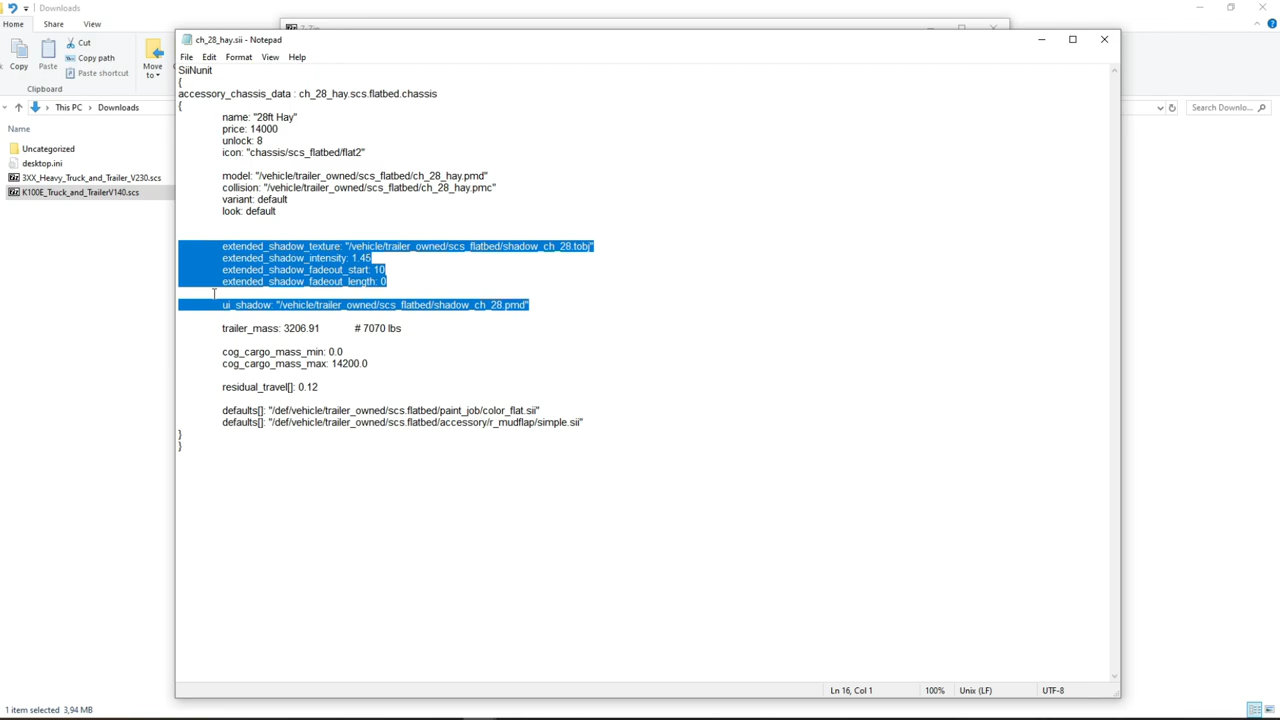 Downloads
Home Share View
Copy
Paste
Cut
Copy path
Paste shortcut
Move
to
Clipboard
This PC > Downloads
Search Downlo...
Name
Uncategorized
desktop.ini
3XX_Heavy_Truck_and_Trailer_V230.scs
K100E_Truck_and_TrailerV140.scs
ch_28_hay.sii - Notepad
File Edit Format View Help
SiiNunit
{
accessory_chassis_data : ch_28_hay.scs.flatbed.chassis
{
name: "28ft Hay"
price: 14000
unlock: 8
icon: "chassis/scs_flatbed/flat2"
model: "/vehicle/trailer_owned/scs_flatbed/ch_28_hay.pmd"
collision: "/vehicle/trailer_owned/scs_flatbed/ch_28_hay.pmc"
variant: default
look: default
extended_shadow_texture: "/vehicle/trailer_owned/scs_flatbed/shadow_ch_28.tobj"
extended_shadow_intensity: 1.45
extended_shadow_fadeout_start: 10
extended_shadow_fadeout_length: 0
ui_shadow: "/vehicle/trailer_owned/scs_flatbed/shadow_ch_28.pmd"
trailer_mass: 3206.91 # 7070 lbs
cog_cargo_mass_min: 0.0
cog_cargo_mass_max: 14200.0
residual_travel[]: 0.12
defaults[]: "/def/vehicle/trailer_owned/scs.flatbed/paint_job/color_flat.sii"
defaults[]: "/def/vehicle/trailer_owned/scs.flatbed/accessory/r_mudflap/simple.sii"
}
}
Ln 16, Col 1 100% Unix (LF) UTF-8
1 item selected 3,94 MB